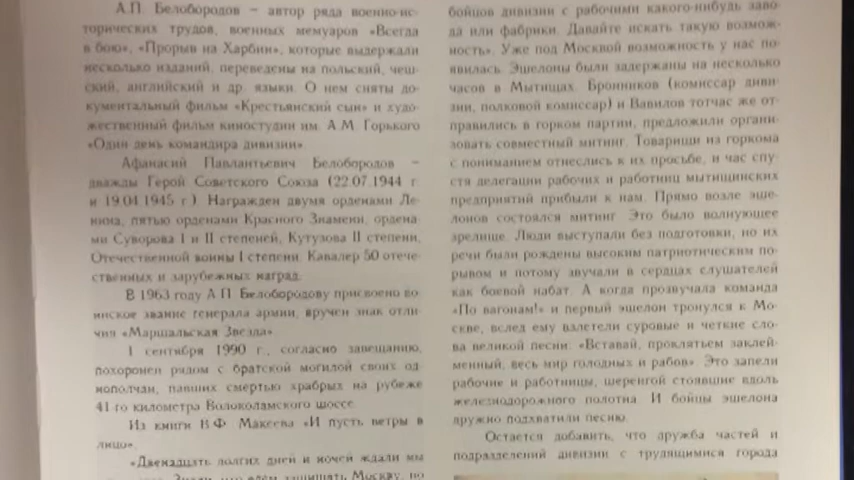 А.П. Белобородов – автор ряда военно-ис-
торических трудов, военных мемуаров «Всегда
в бою», «Прорыв на Харбин», которые выдержали
несколько изданий, переведены на польский, чеш-
ский, английский и др. языки. О нем сняты до-
кументальный фильм «Крестьянский сын» и худо-
жественный фильм киностудии им. А.М. Горького
«Один день командира дивизии».
Афанасий Павлантьевич Белобородов –
дважды Герой Советского Союза (22.07.1944 г.
и 19.04.1945 г.). Награжден двумя орденами Ле-
нина, пятью орденами Красного Знамени, ордена-
ми Суворова I и II степеней, Кутузова II степени,
Отечественной войны I степени. Кавалер 50 отече-
ственных и зарубежных наград.
В 1963 году А.П. Белобородову присвоено во-
инское звание генерала армии, вручен знак отли-
чия «Маршальская Звезда».
1 сентября 1990 г., согласно завещанию,
похоронен рядом с братской могилой своих од-
нополчан, павших смертью храбрых на рубеже
41-го километра Волоколамского шоссе.
Из книги В.Ф. Макеева «И пусть ветры в
лицо».
«Двенадцать долгих дней и ночей ждали мы
защищать Москву, но
бойцов дивизии с рабочими какого-нибудь заво-
да или фабрики. Давайте искать такую возмож-
ность». Уже под Москвой возможность у нас по-
явилась. Эшелоны были задержаны на несколько
часов в Мытищах. Бронников (комиссар диви-
зии, полковой комиссар) и Вавилов тотчас же от-
правились в горком партии, предложили органи-
зовать совместный митинг. Товарищи из горкома
с пониманием отнеслись к их просьбе, и час спу-
стя делегации рабочих и работниц мытищинских
предприятий прибыли к нам. Прямо возле эше-
лонов состоялся митинг. Это было волнующее
зрелище. Люди выступали без подготовки, но их
речи были рождены высоким патриотическим по-
рывом и потому звучали в сердцах слушателей
как боевой набат. А когда прозвучала команда
«По вагонам!» и первый эшелон тронулся к Мо-
скве, вслед ему взлетели суровые и четкие сло-
ва великой песни: «Вставай, проклятьем заклей-
менный, весь мир голодных и рабов». Это запели
рабочие и работницы, шеренгой стоявшие вдоль
железнодорожного полотна. И бойцы эшелона
дружно подхватили песню.
Остается добавить, что дружба частей и
подразделений дивизии с трудящимися города